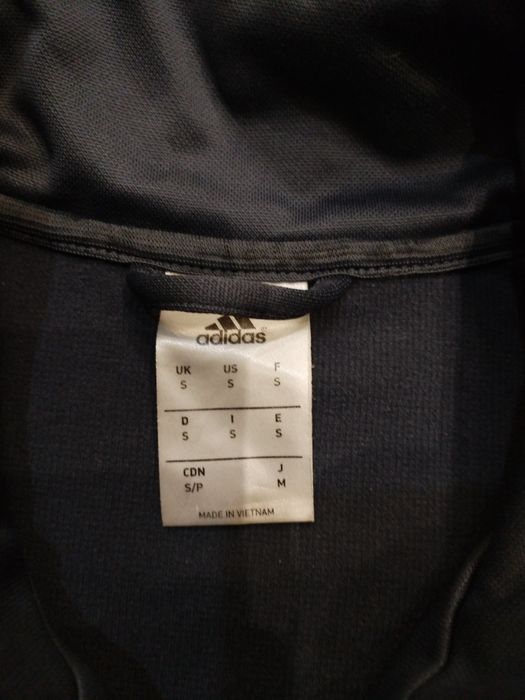 adidas
UK US F
S S S
D I E
S S S
CDN J
S/P M
MADE IN VIETNAM